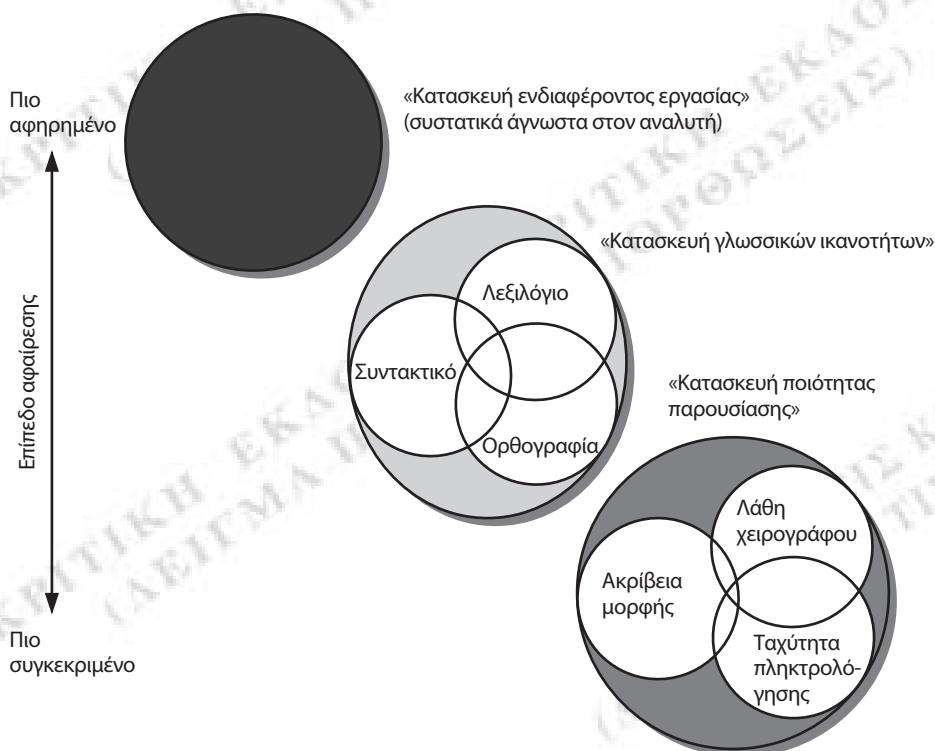 Πιο
αφηρημένο
«Κατασκευή ενδιαφέροντος εργασίας»
(συστατικά άγνωστα στον αναλυτή)
«Κατασκευή γλωσσικών ικανοτήτων»
Λεξιλόγιο
Συντακτικό
Ορθογραφία
Επίπεδο αφαίρεσης
«Κατασκευή ποιότητας
παρουσίασης»
Λάθη
χειρογράφου
Ακρίβεια
μορφής
Ταχύτητα
πληκτρολό-
γησης
Πιο
συγκεκριμένο